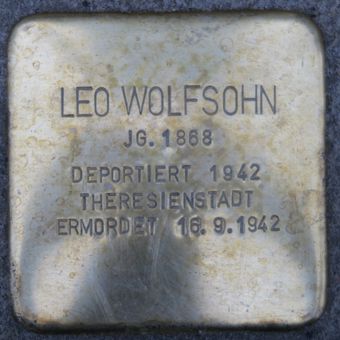 LEO WOLFSOHN
JG. 1868
DEPORTIERT 1942
THERESIENSTADT
ERMORDET 16.9.1942